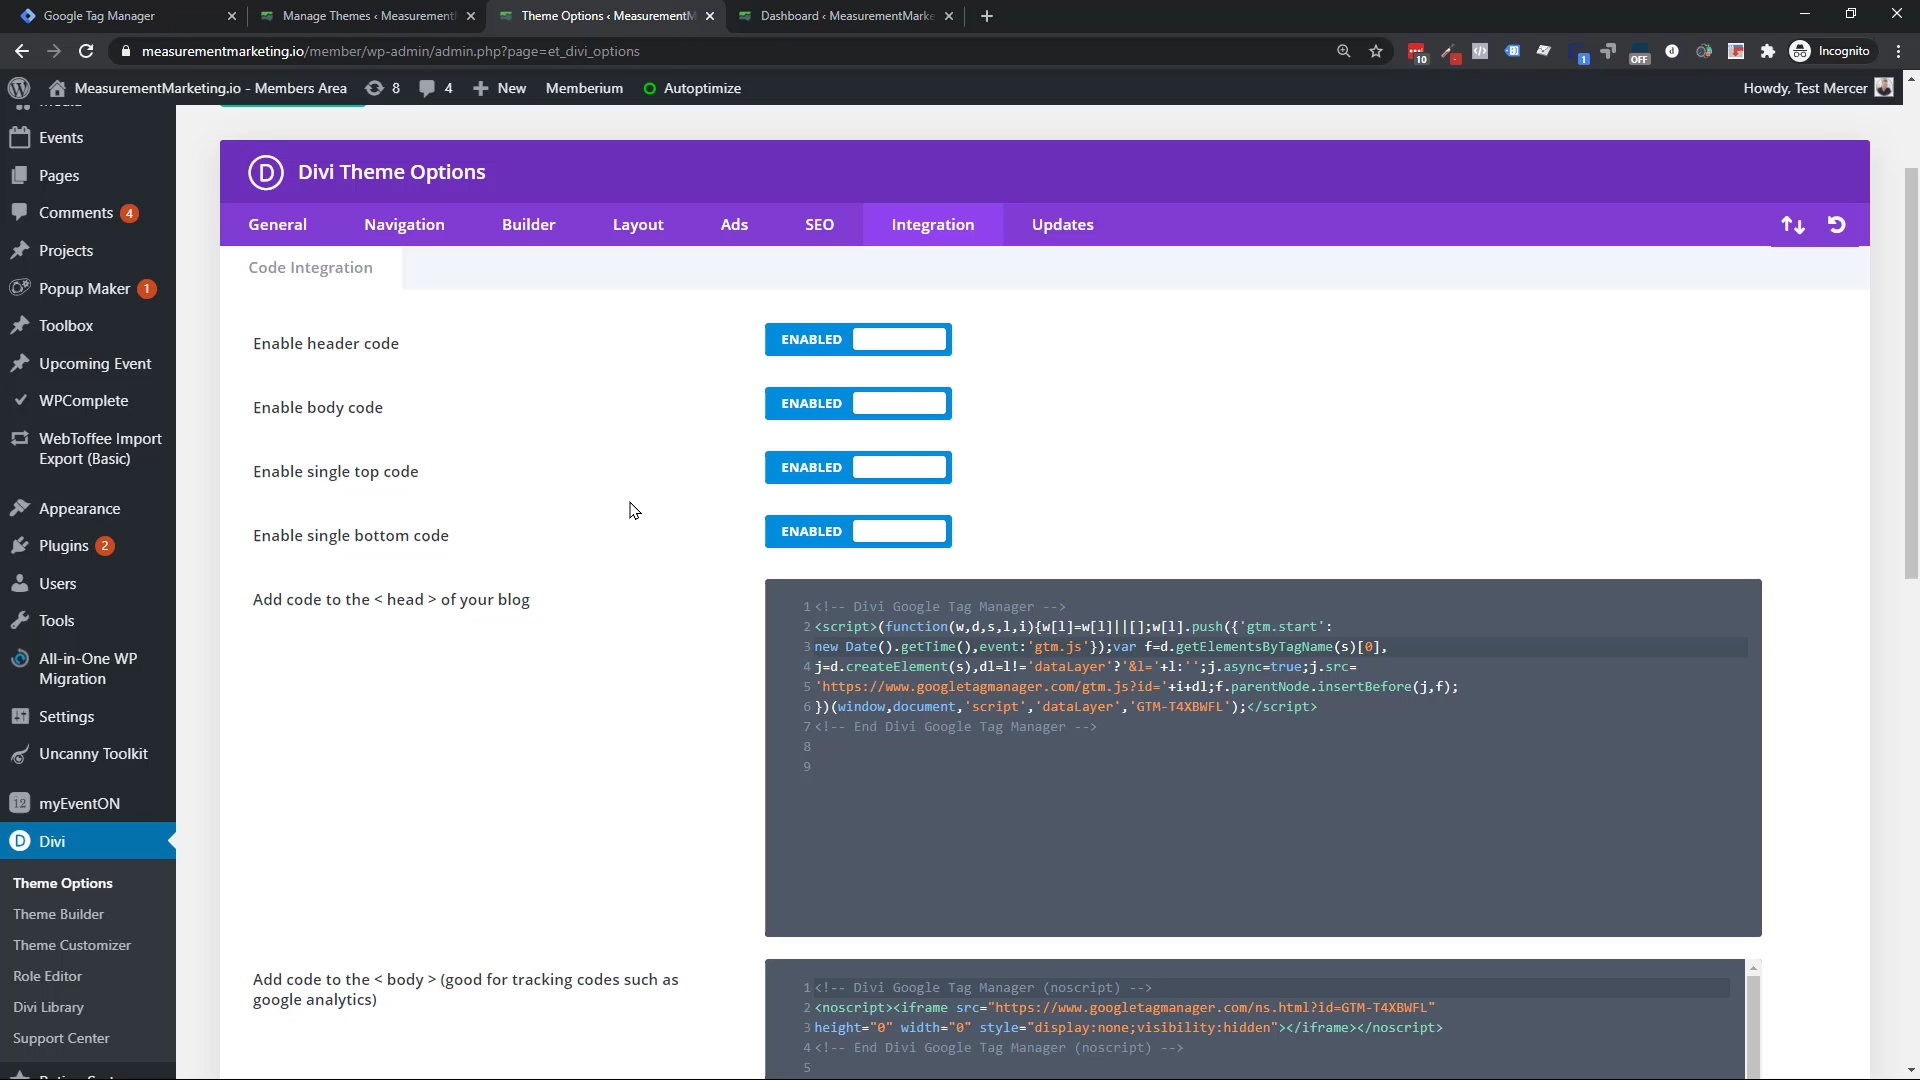 Google Tag Manager
Manage Themes ‹ Measurement
Theme Options ‹ MeasurementM
Dashboard ‹ MeasurementMarke
measurementmarketing.io/member/wp-admin/admin.php?page=et_divi_options
10
1
OFF
Incognito
MeasurementMarketing.io - Members Area
8
4
New
Memberium
Autoptimize
Howdy, Test Mercer
Events
Pages
Comments 4
Projects
Popup Maker 1
Toolbox
Upcoming Event
WPComplete
WebToffee Import
Export (Basic)
Appearance
Plugins 2
Users
Tools
All-in-One WP
Migration
Settings
Uncanny Toolkit
12 myEventON
D Divi
Theme Options
Theme Builder
Theme Customizer
Role Editor
Divi Library
Support Center
D Divi Theme Options
General Navigation Builder Layout Ads SEO Integration Updates
Code Integration
Enable header code
ENABLED
Enable body code
ENABLED
Enable single top code
ENABLED
Enable single bottom code
ENABLED
Add code to the < head > of your blog
1 <!-- Divi Google Tag Manager -->
2 <script>(function(w,d,s,l,i){w[l]=w[l]||[];w[l].push({'gtm.start':
3 new Date().getTime(),event:'gtm.js'});var f=d.getElementsByTagName(s)[0],
4 j=d.createElement(s),dl=l!='dataLayer'?'&l='+l:'';j.async=true;j.src=
5 'https://www.googletagmanager.com/gtm.js?id='+i+dl;f.parentNode.insertBefore(j,f);
6 })(window,document,'script','dataLayer','GTM-T4XBWFL');</script>
7 <!-- End Divi Google Tag Manager -->
8
9
Add code to the < body > (good for tracking codes such as
google analytics)
1 <!-- Divi Google Tag Manager (noscript) -->
2 <noscript><iframe src="https://www.googletagmanager.com/ns.html?id=GTM-T4XBWFL"
3 height="0" width="0" style="display:none;visibility:hidden"></iframe></noscript>
4 <!-- End Divi Google Tag Manager (noscript) -->
5